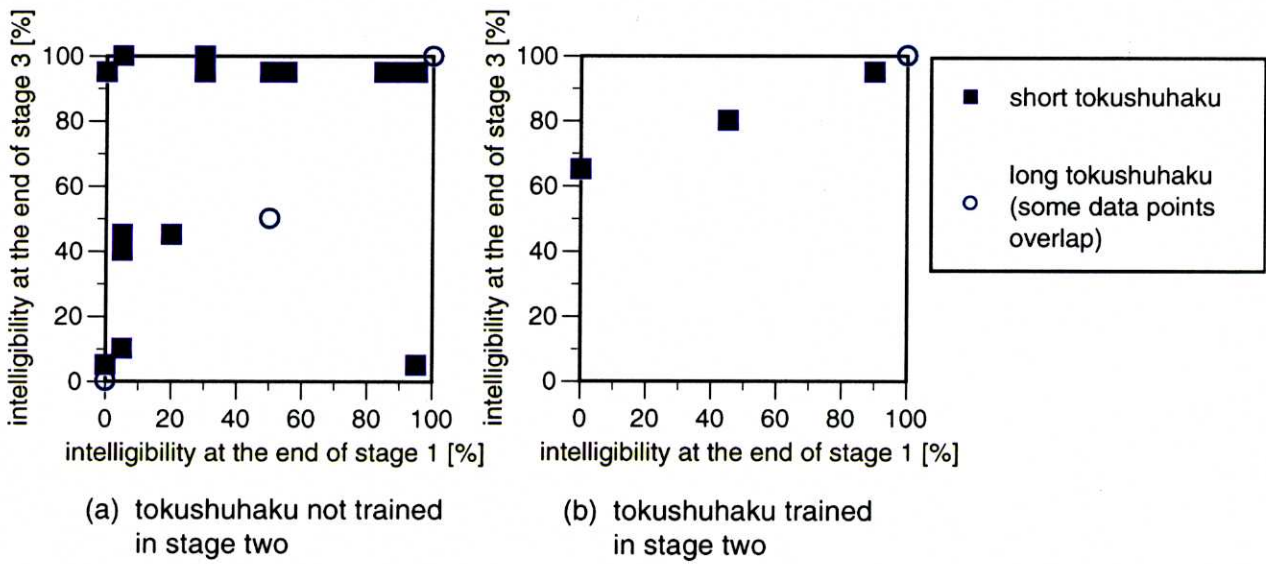 intelligibility at the end of stage 3 [%]
100
80
60
40
20
0
0 20 40 60 80 100
intelligibility at the end of stage 1 [%]
(a) tokushuhaku not trained
in stage two
intelligibility at the end of stage 3 [%]
100
80
60
40
20
0
0 20 40 60 80 100
intelligibility at the end of stage 1 [%]
(b) tokushuhaku trained
in stage two
short tokushuhaku
long tokushuhaku
(some data points
overlap)